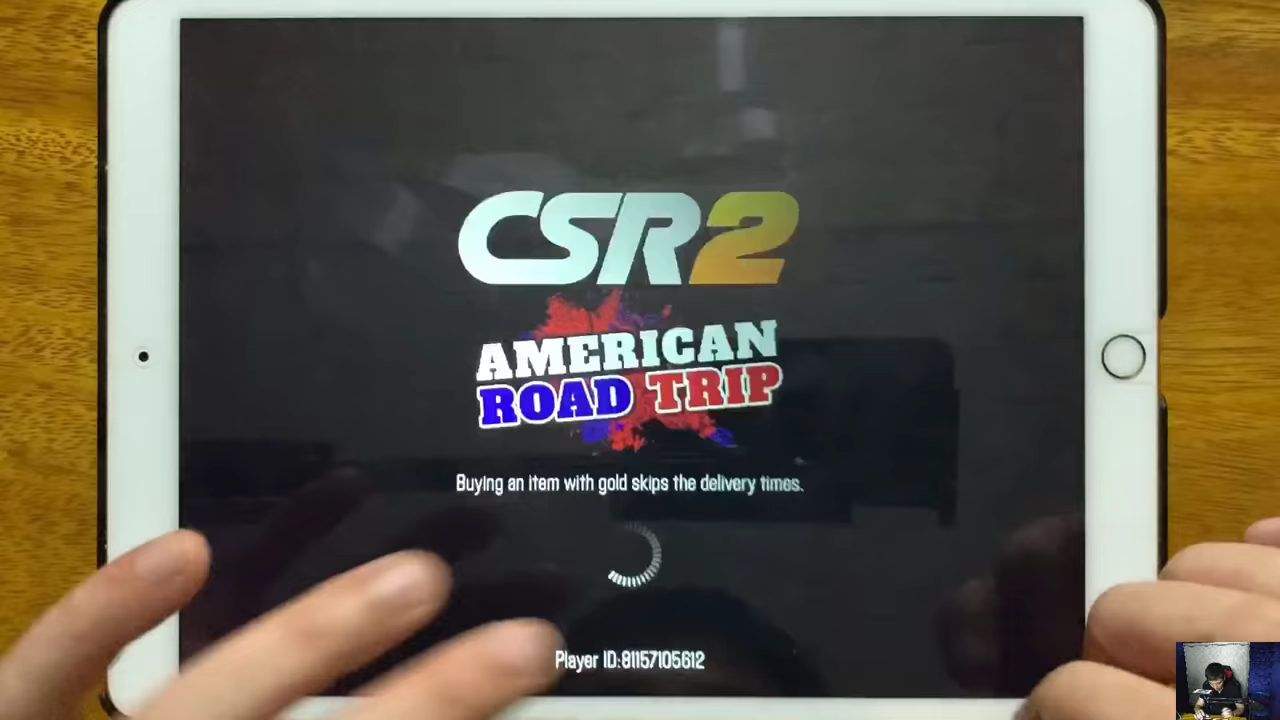 CSR2
AMERICAN
ROAD TRIP
Buying an item with gold skips the delivery times.
Player ID:81157105612